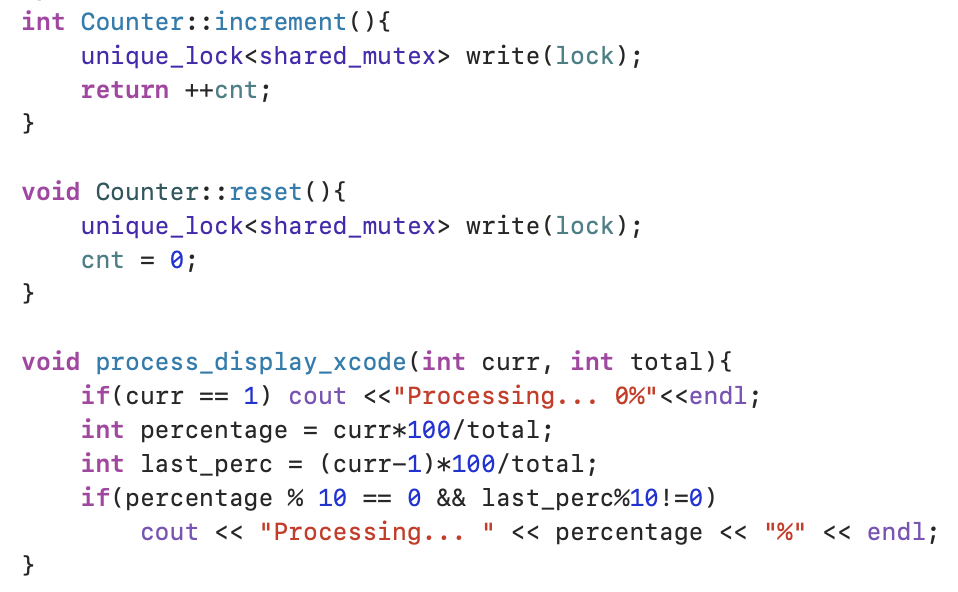 int Counter::increment(){
    unique_lock<shared_mutex> write(lock);
    return ++cnt;
}

void Counter::reset(){
    unique_lock<shared_mutex> write(lock);
    cnt = 0;
}

void process_display_xcode(int curr, int total){
    if(curr == 1) cout <<"Processing... 0%"<<endl;
    int percentage = curr*100/total;
    int last_perc = (curr-1)*100/total;
    if(percentage % 10 == 0 && last_perc%10!=0)
        cout << "Processing... " << percentage << "%" << endl;
}